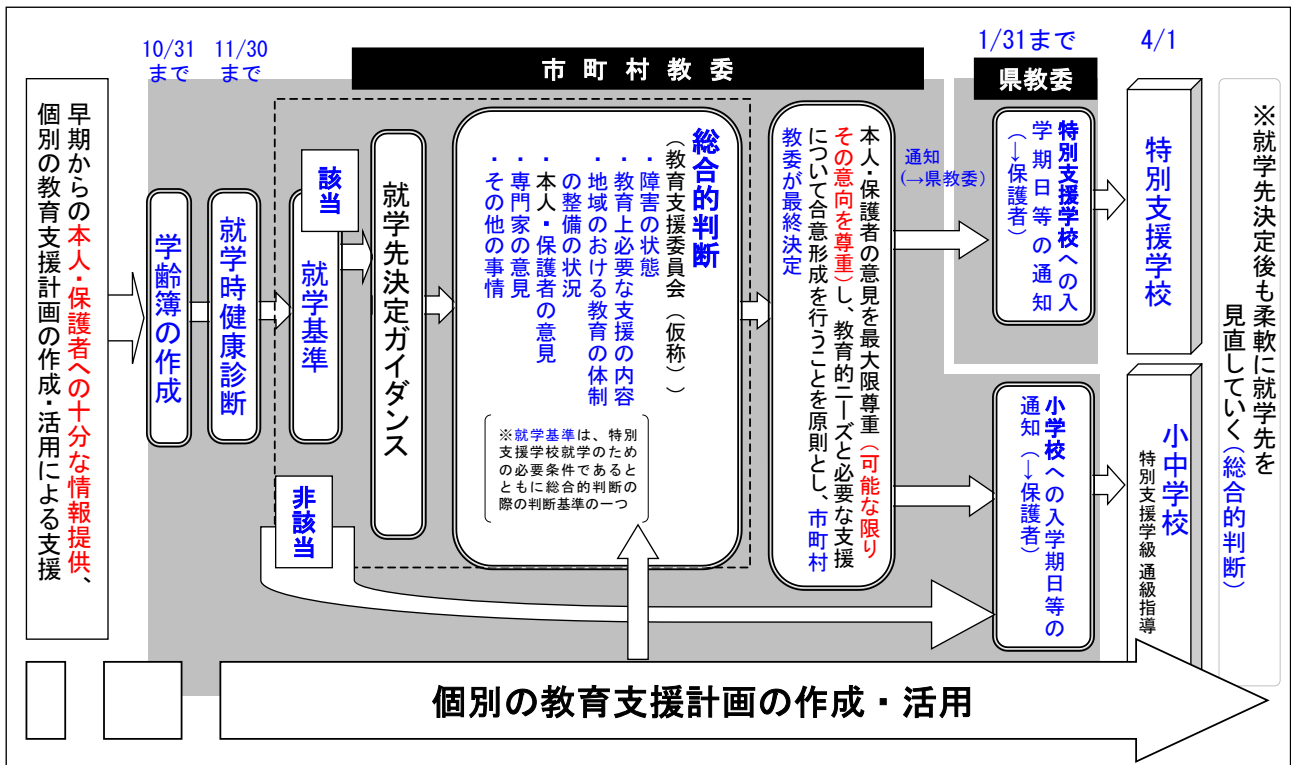 早期からの本人・保護者への十分な情報提供、
個別の教育支援計画の作成・活用による支援
10/31
まで
11/30
まで
市町村教委
学齢簿の作成
就学時健康診断
該当
就学基準
非該当
就学先決定ガイダンス
総合的判断
(教育支援委員会(仮称))
・障害の状態
・教育上必要な支援の内容
・地域のおける教育の体制
の整備の状況
・本人・保護者の意見
・専門家の意見
・その他の事情
※就学基準は、特別
支援学校就学のため
の必要条件であると
ともに総合的判断の
際の判断基準の一つ
本人・保護者の意見を最大限尊重(可能な限り
その意向を尊重)し、教育的ニーズと必要な支援
について合意形成を行うことを原則とし、市町村
教委が最終決定
通知
(→県教委)
1/31まで
県教委
特別支援学校への入
学期日等の通知
(→保護者)
小学校への入学期日等の
通知(→保護者)
4/1
特別支援学校
小中学校
特別支援学級 通級指導
※就学先決定後も柔軟に就学先を
見直していく(総合的判断)
個別の教育支援計画の作成・活用